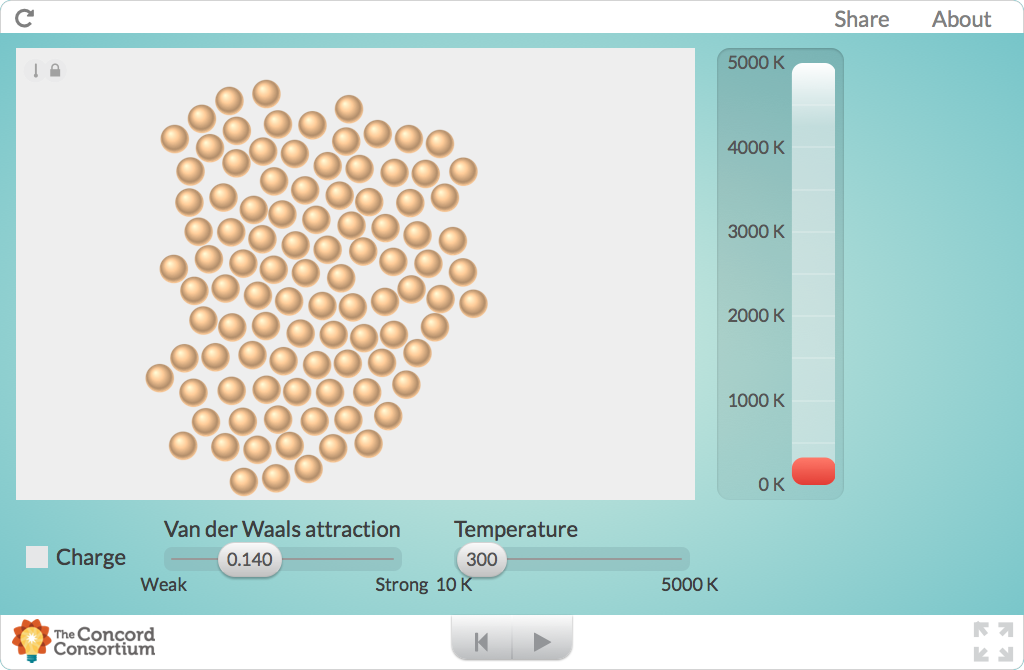 Share About
5000 K
4000 K
3000 K
2000 K
1000 K
0 K
Van der Waals attraction Temperature
Charge 0.140 300
Weak Strong 10 K 5000 K
The Concord
Consortium